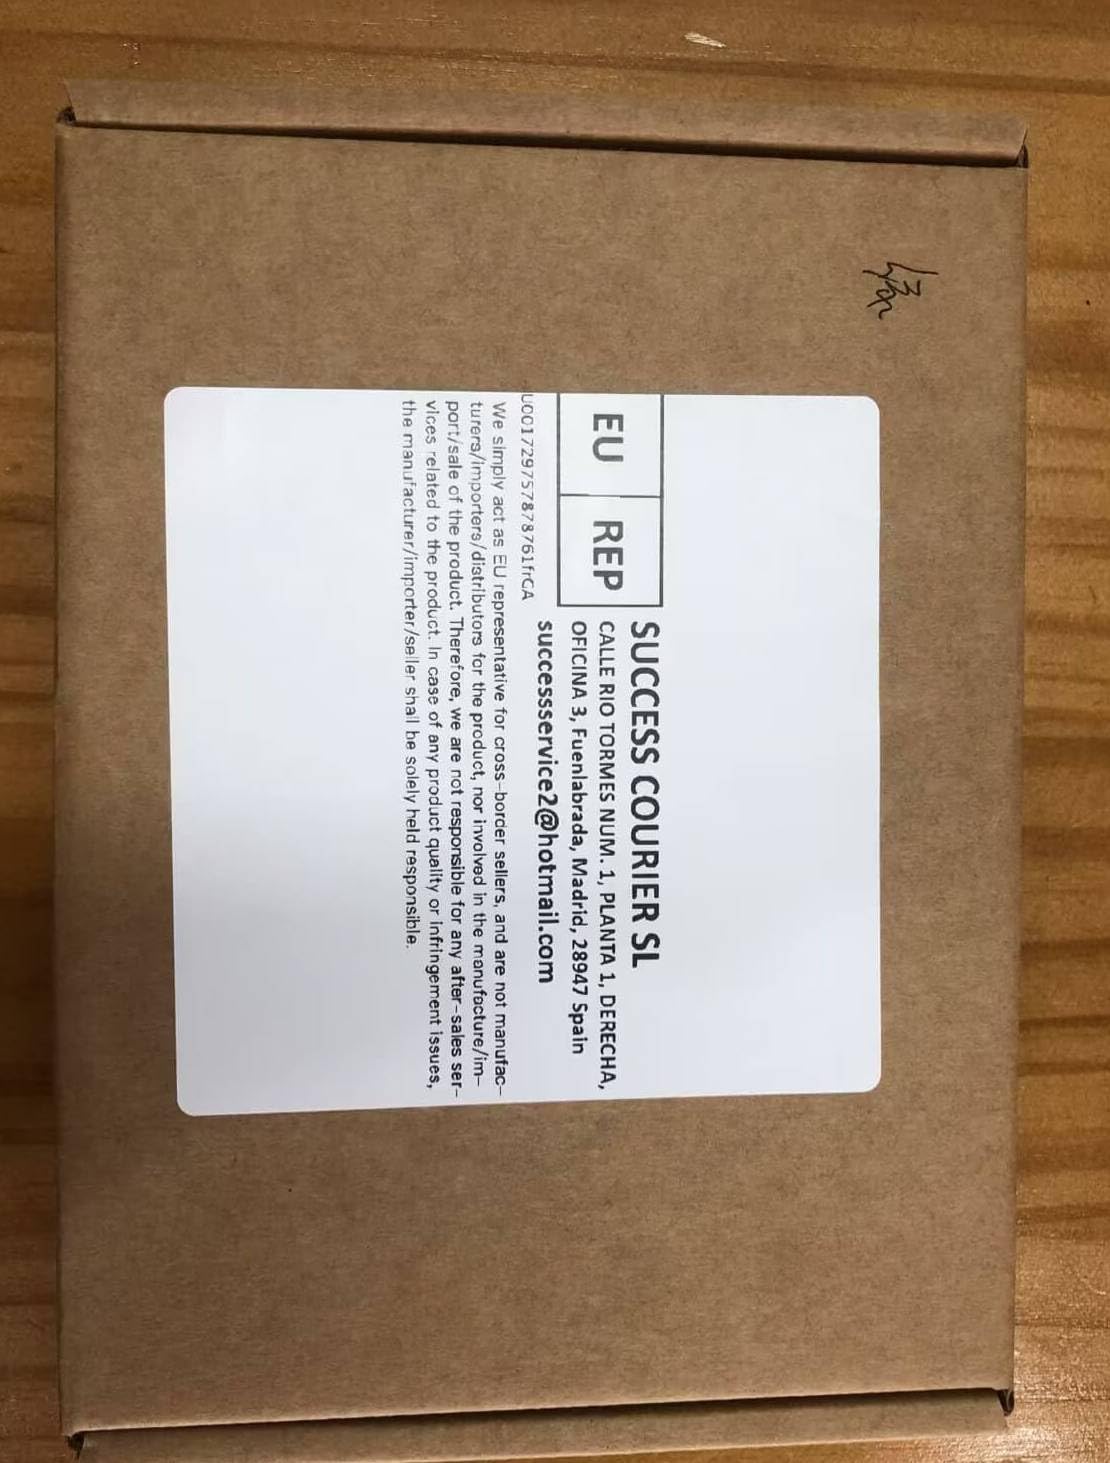 EU REP
SUCCESS COURIER SL
CALLE RIO TORMES NUM. 1, PLANTA 1, DERECHA,
OFICINA 3, Fuenlabrada, Madrid, 28947 Spain
successservice2@hotmail.com
U001729757878761frCA
We simply act as EU representative for cross-border sellers, and are not manufac-
turers/importers/distributors for the product, nor involved in the manufacture/im-
port/sale of the product. Therefore, we are not responsible for any after-sales ser-
vices related to the product. In case of any product quality or infringement issues,
the manufacturer/importer/seller shall be solely held responsible.